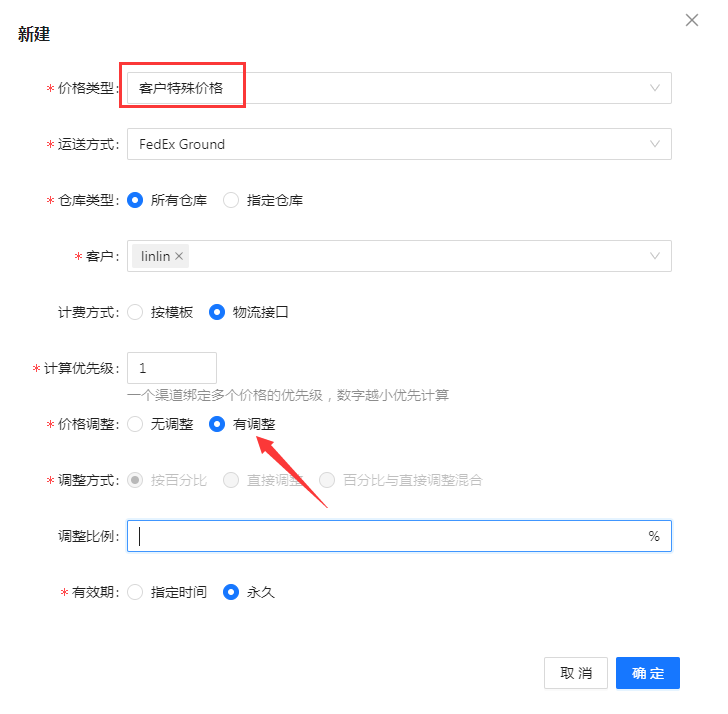 新建
* 价格类型: 客户特殊价格
* 运送方式: FedEx Ground
* 仓库类型: 所有仓库 指定仓库
* 客户: linlin ×
计费方式: 按模板 物流接口
* 计算优先级: 1
一个渠道绑定多个价格的优先级，数字越小优先计算
* 价格调整: 无调整 有调整
* 调整方式: 按百分比 直接调整 百分比与直接调整混合
调整比例: %
* 有效期: 指定时间 永久
取 消 确 定